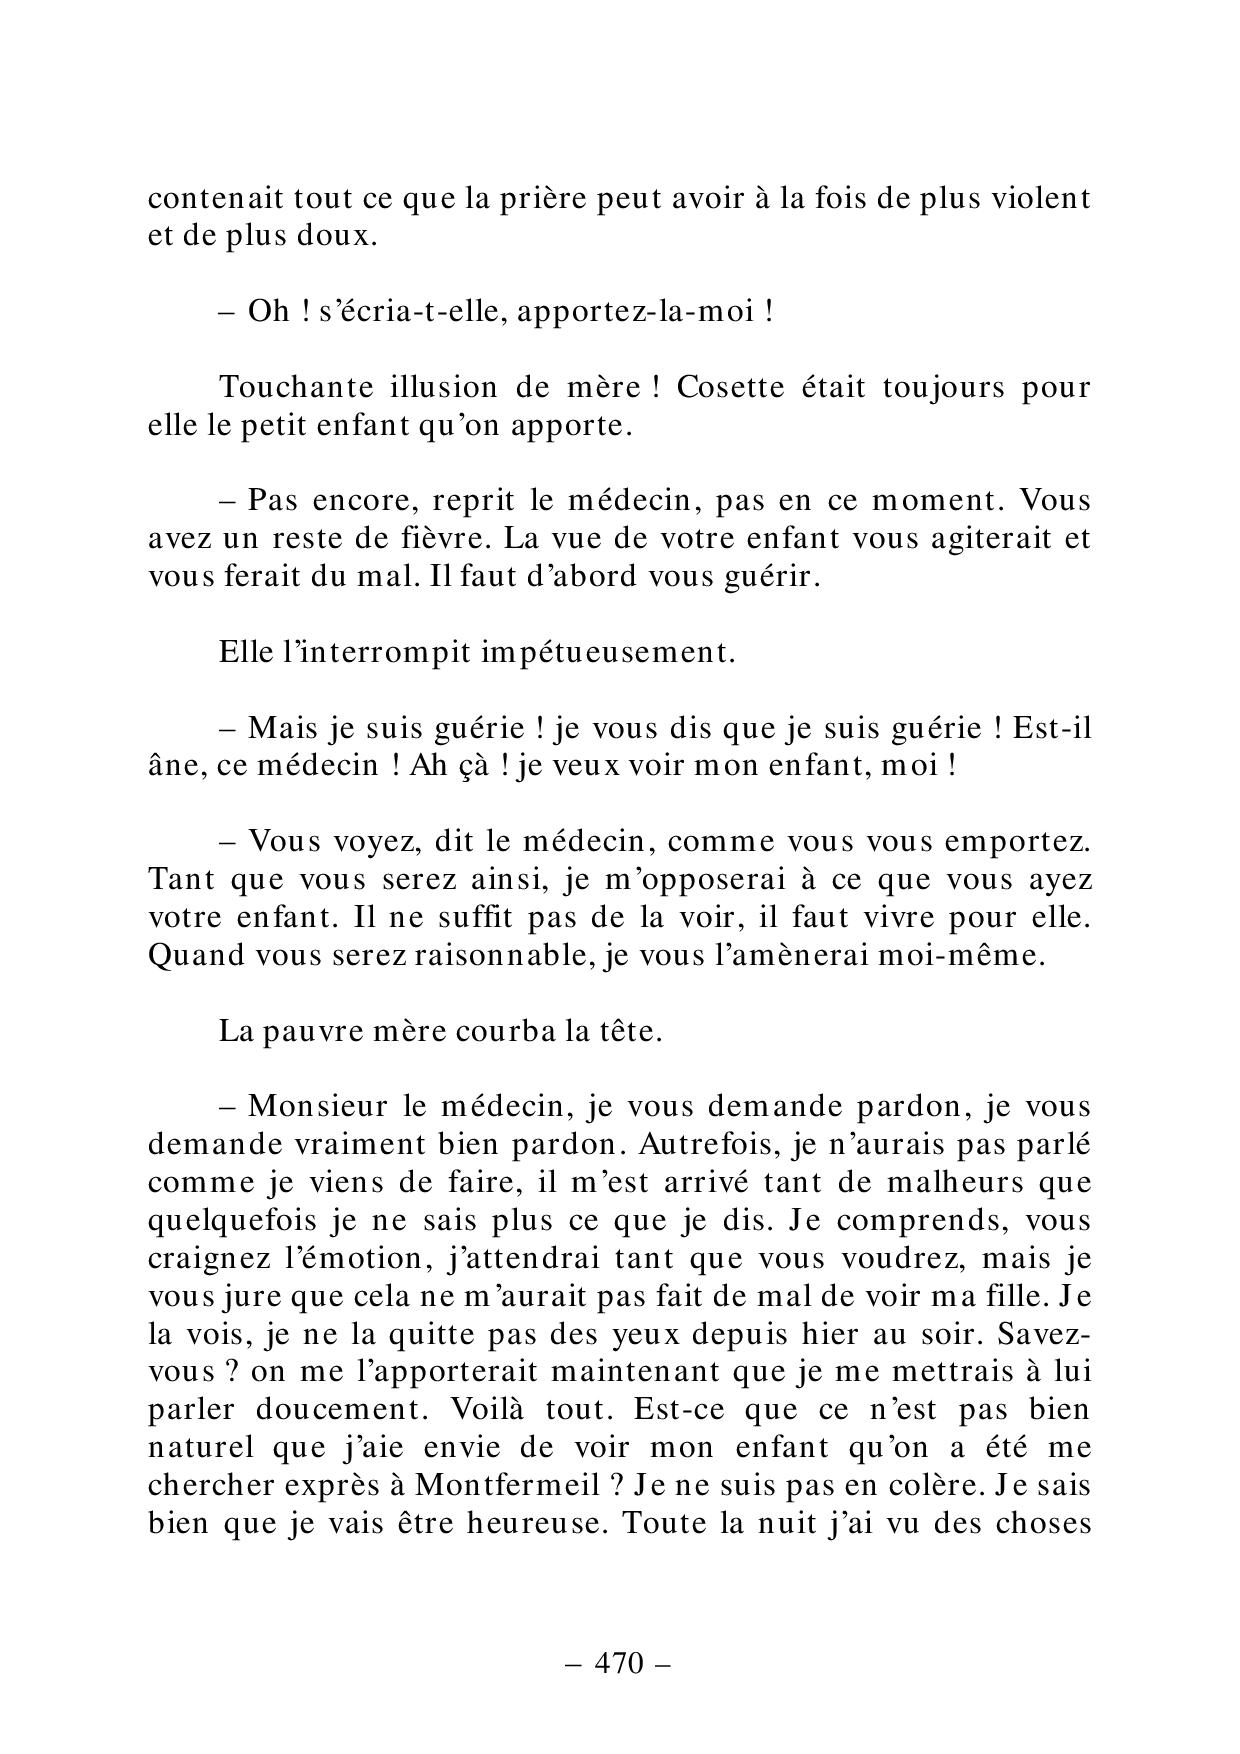 contenait tout ce que la prière peut avoir à la fois de plus violent
et de plus doux.
– Oh ! s’écria-t-elle, apportez-la-moi !
Touchante illusion de mère ! Cosette était toujours pour
elle le petit enfant qu’on apporte.
– Pas encore, reprit le médecin, pas en ce moment. Vous
avez un reste de fièvre. La vue de votre enfant vous agiterait et
vous ferait du mal. Il faut d’abord vous guérir.
Elle l’interrompit impétueusement.
– Mais je suis guérie ! je vous dis que je suis guérie ! Est-il
âne, ce médecin ! Ah çà ! je veux voir mon enfant, moi !
– Vous voyez, dit le médecin, comme vous vous emportez.
Tant que vous serez ainsi, je m’opposerai à ce que vous ayez
votre enfant. Il ne suffit pas de la voir, il faut vivre pour elle.
Quand vous serez raisonnable, je vous l’amènerai moi-même.
La pauvre mère courba la tête.
– Monsieur le médecin, je vous demande pardon, je vous
demande vraiment bien pardon. Autrefois, je n’aurais pas parlé
comme je viens de faire, il m’est arrivé tant de malheurs que
quelquefois je ne sais plus ce que je dis. Je comprends, vous
craignez l’émotion, j’attendrai tant que vous voudrez, mais je
vous jure que cela ne m’aurait pas fait de mal de voir ma fille. Je
la vois, je ne la quitte pas des yeux depuis hier au soir. Savez-
vous ? on me l’apporterait maintenant que je me mettrais à lui
parler doucement. Voilà tout. Est-ce que ce n’est pas bien
naturel que j’aie envie de voir mon enfant qu’on a été me
chercher exprès à Montfermeil ? Je ne suis pas en colère. Je sais
bien que je vais être heureuse. Toute la nuit j’ai vu des choses
– 470 –